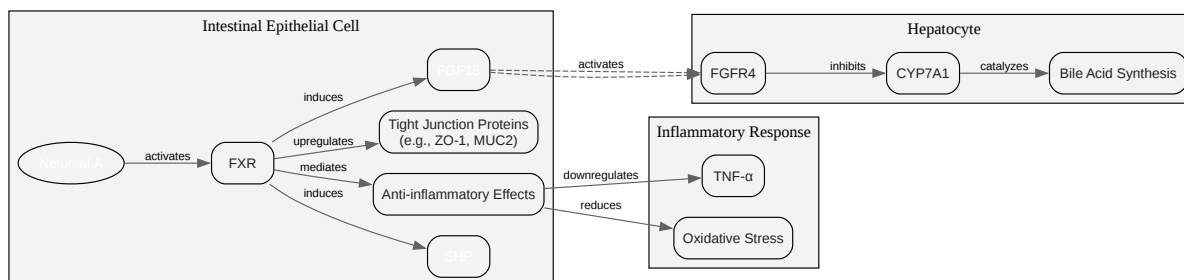 Intestinal Epithelial Cell
Nelumal A
activates
FXR
induces
FGF15
upregulates
Tight Junction Proteins
(e.g., ZO-1, MUC2)
mediates
Anti-inflammatory Effects
induces
SHP
activates
Hepatocyte
FGFR4
inhibits
CYP7A1
catalyzes
Bile Acid Synthesis
Inflammatory Response
downregulates
TNF-α
reduces
Oxidative Stress